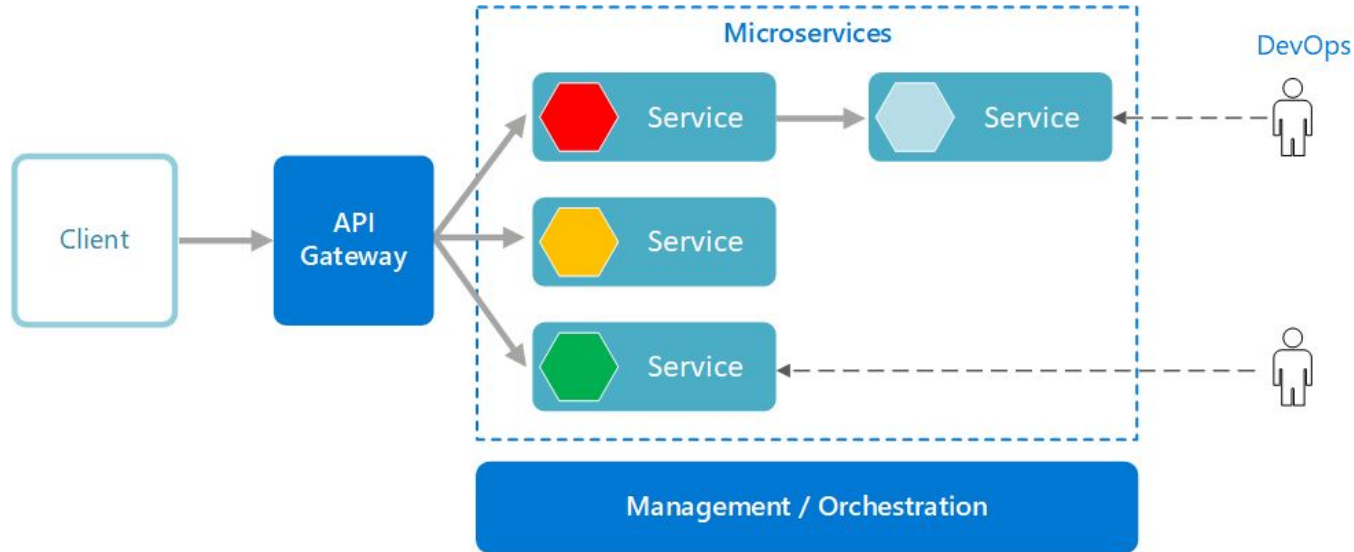 Microservices
DevOps
Service
Service
Client
API
Gateway
Service
Service
Management / Orchestration